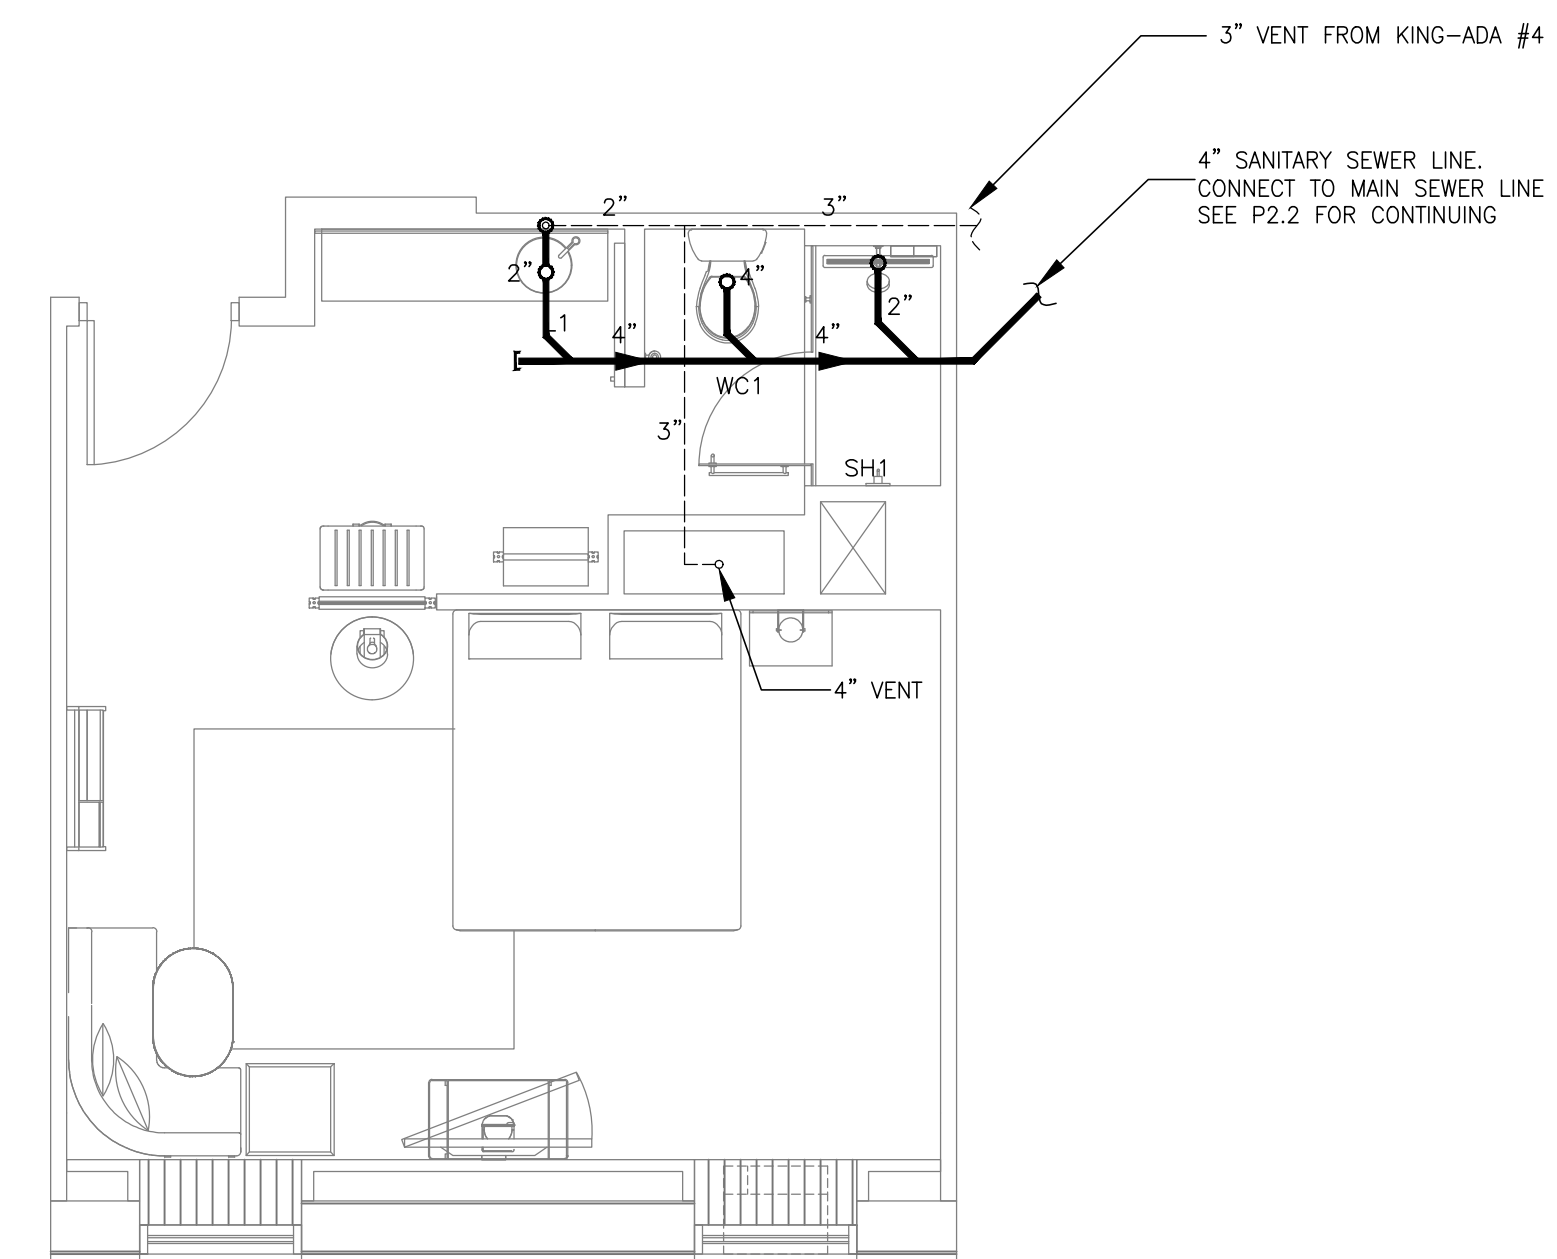 3” VENT FROM KING-ADA #4
4” SANITARY SEWER LINE.
CONNECT TO MAIN SEWER LINE
SEE P2.2 FOR CONTINUING
2”
3”
2”
4”
2”
L1
4”
4”
WC1
3”
SH1
4” VENT